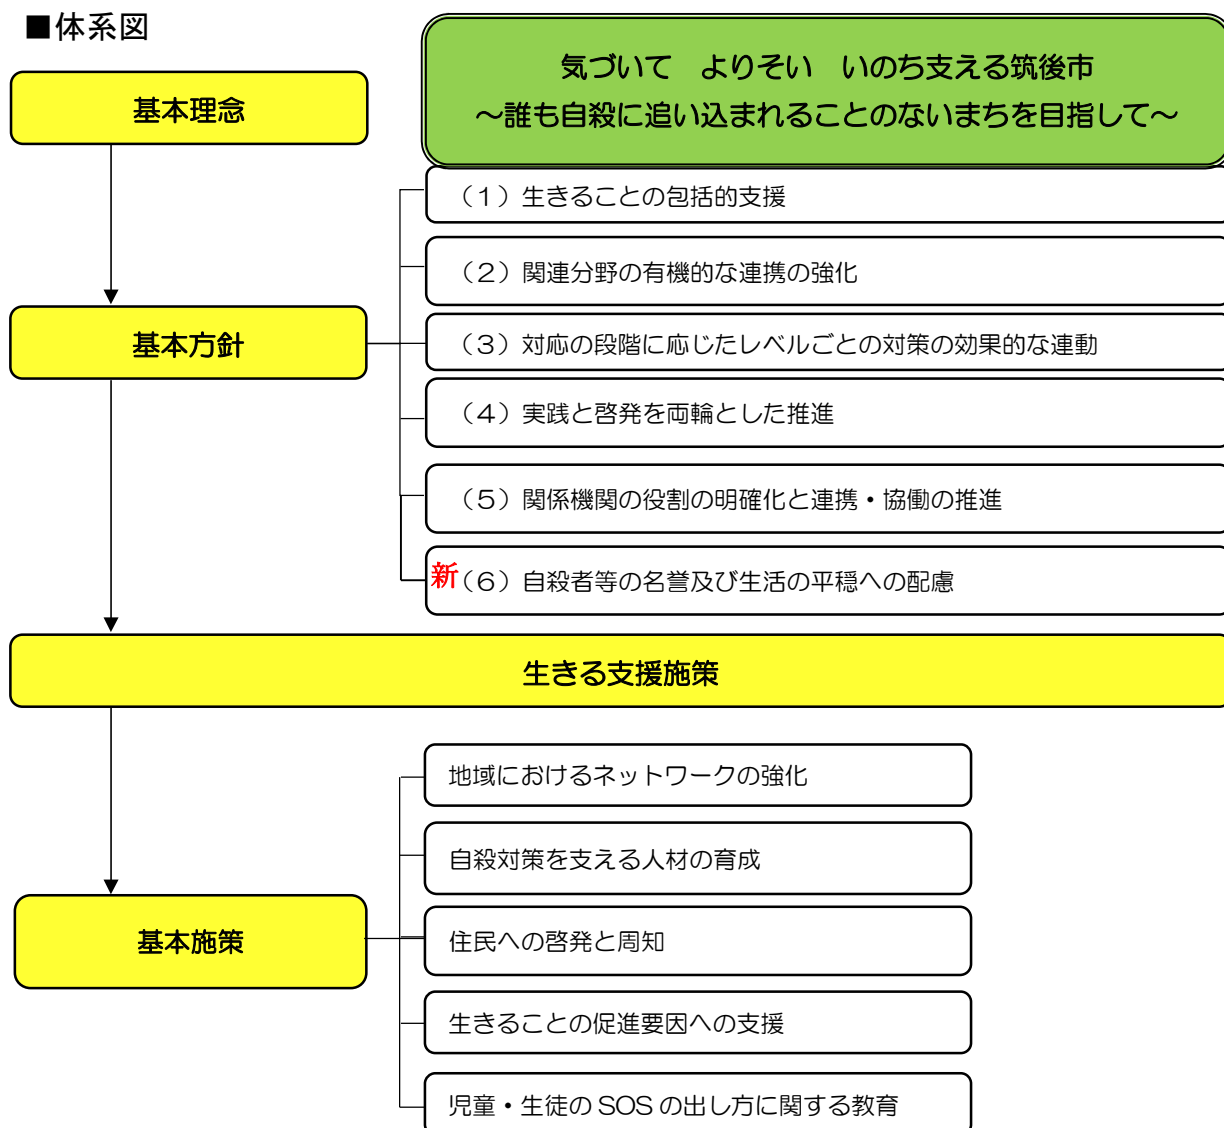 ■体系図
気づいて　よりそい　いのち支える筑後市
～誰も自殺に追い込まれることのないまちを目指して～
基本理念
（1）生きることの包括的支援
（2）関連分野の有機的な連携の強化
基本方針
（3）対応の段階に応じたレベルごとの対策の効果的な連動
（4）実践と啓発を両輪とした推進
（5）関係機関の役割の明確化と連携・協働の推進
新（6）自殺者等の名誉及び生活の平穏への配慮
生きる支援施策
地域におけるネットワークの強化
自殺対策を支える人材の育成
基本施策
住民への啓発と周知
生きることの促進要因への支援
児童・生徒の SOS の出し方に関する教育